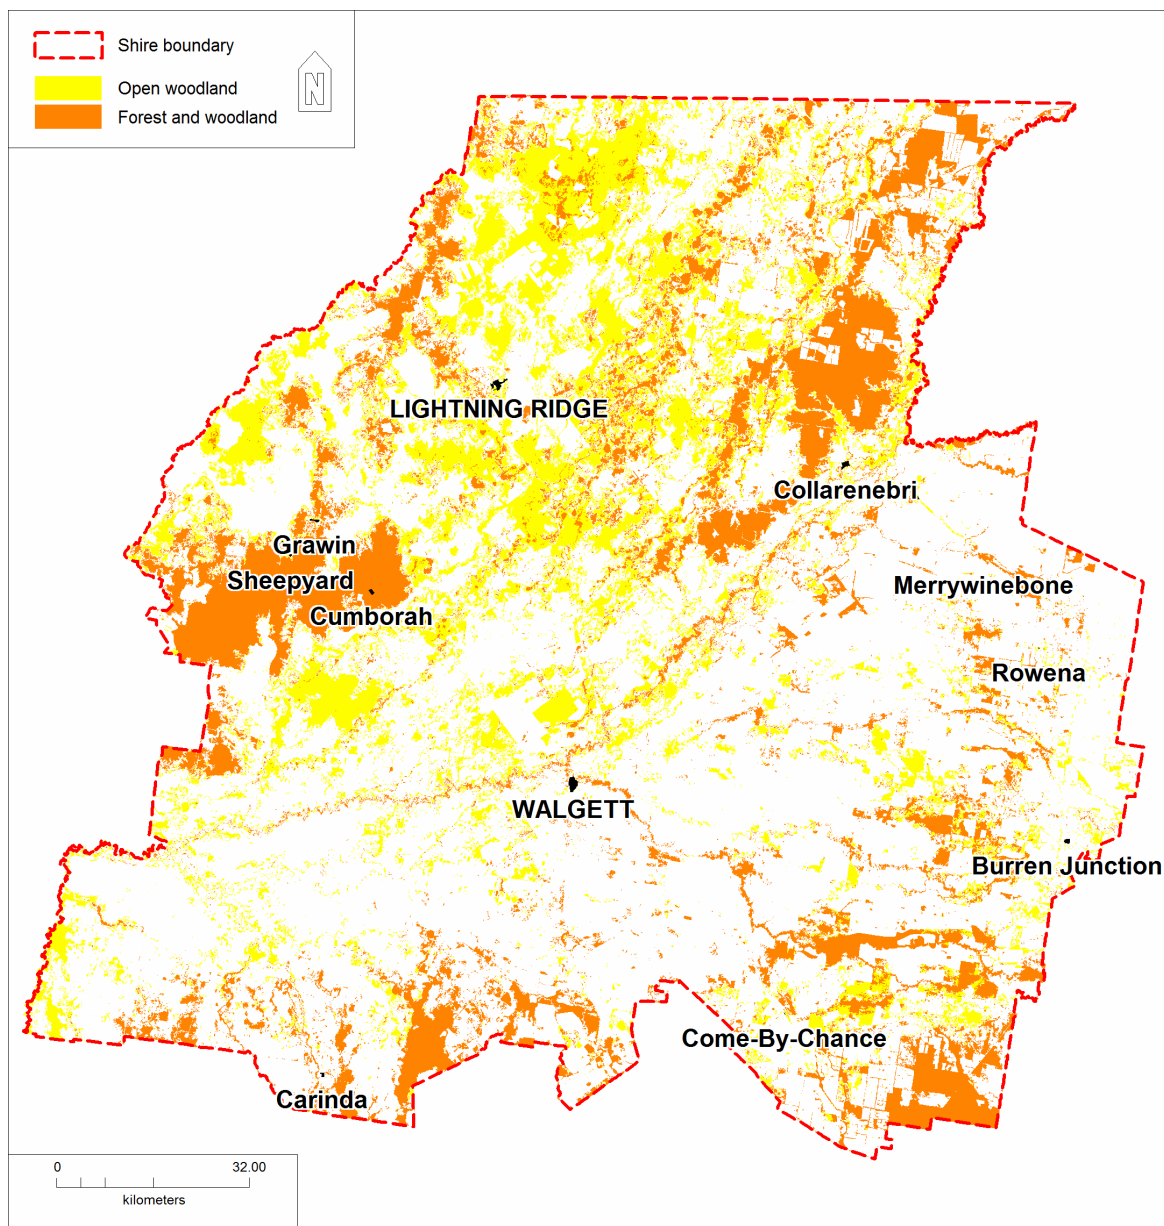 Shire boundary
Open woodland
Forest and woodland
N
LIGHTNING RIDGE
Collarenebri
Grawin
Sheepyard
Merrywinebone
Cumborah
Rowena
WALGETT
Burren Junction
Come-By-Chance
Carinda
0 32.00
kilometers